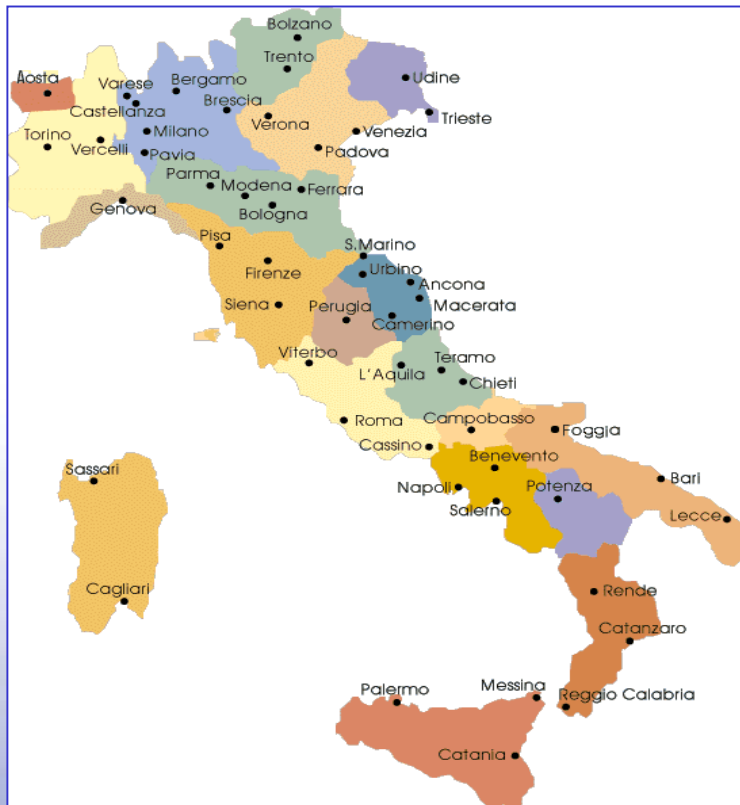 Bolzano
Trento
Aosta
Varese
Bergamo
Udine
Castellanza
Brescia
Verona
Trieste
Torino
Vercelli
Milano
Venezia
Pavia
Padova
Parma
Modena
Ferrara
Genova
Bologna
Pisa
S.Marino
Firenze
Urbino
Ancona
Siena
Perugia
Macerata
Camerino
Viterbo
L'Aquila
Teramo
Chieti
Roma
Campobasso
Foggia
Cassino
Benevento
Sassari
Napoli
Potenza
Bari
Salerno
Lecce
Cagliari
Rende
Catanzaro
Palermo
Messina
Reggio Calabria
Catania